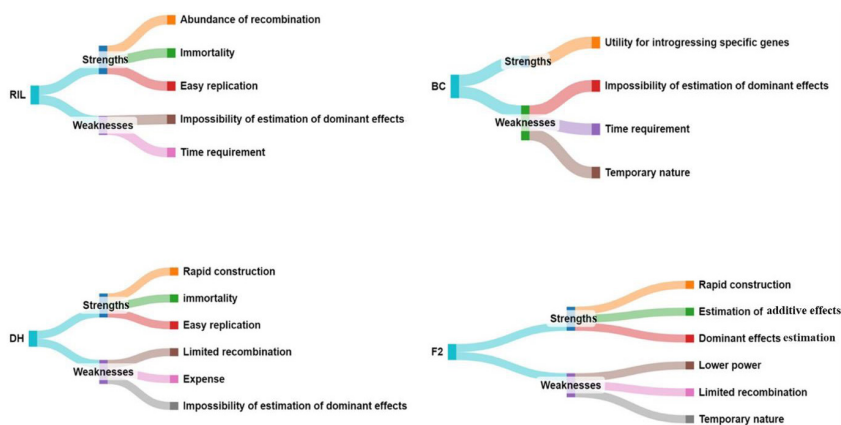 RIL
Strengths
Abundance of recombination
Immortality
Easy replication
Weaknesses
Impossibility of estimation of dominant effects
Time requirement
BC
Strengths
Utility for introgressing specific genes
Weaknesses
Impossibility of estimation of dominant effects
Time requirement
Temporary nature
DH
Strengths
Rapid construction
immortality
Easy replication
Weaknesses
Limited recombination
Expense
Impossibility of estimation of dominant effects
F2
Strengths
Rapid construction
Estimation of additive effects
Dominant effects estimation
Weaknesses
Lower power
Limited recombination
Temporary nature